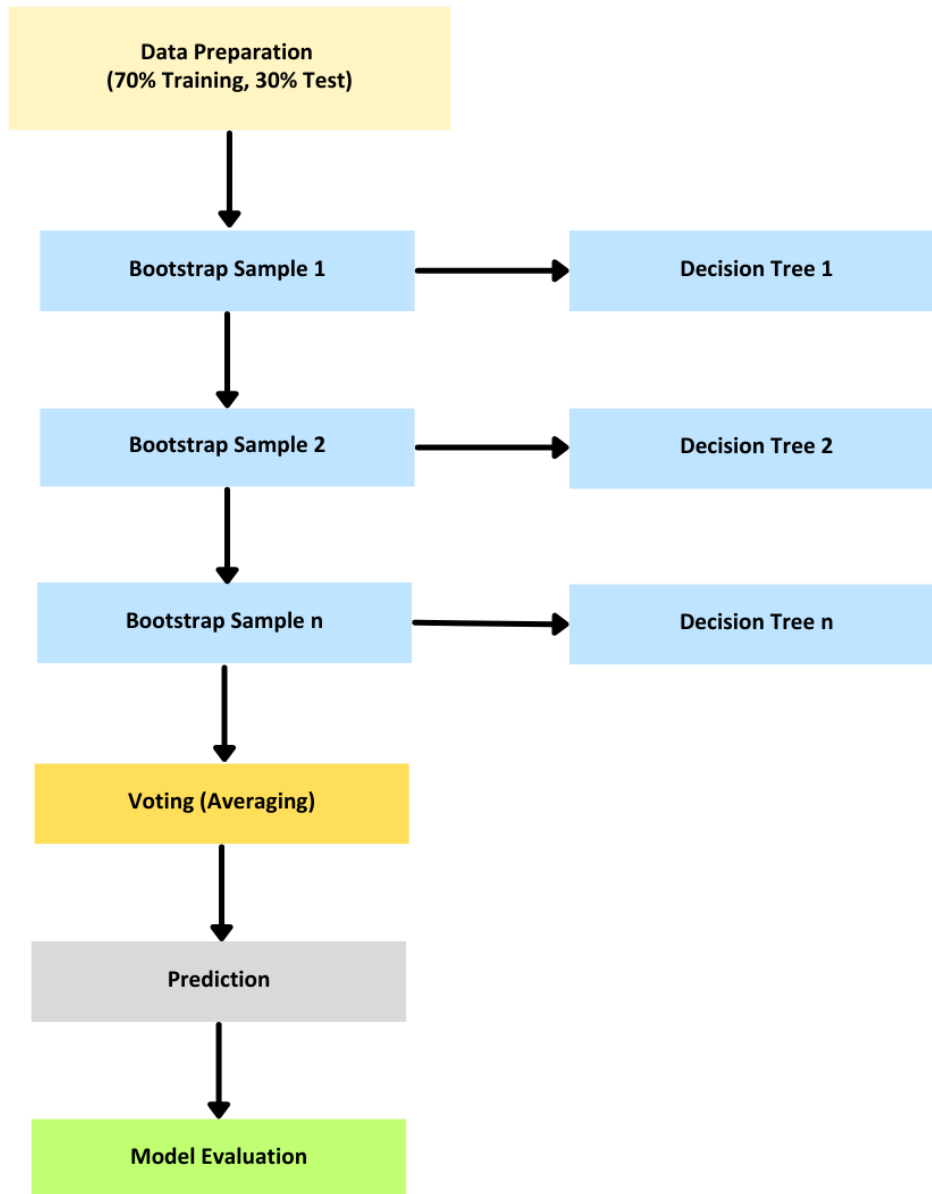 Data Preparation
(70% Training, 30% Test)
Bootstrap Sample 1
Decision Tree 1
Bootstrap Sample 2
Decision Tree 2
Bootstrap Sample n
Decision Tree n
Voting (Averaging)
Prediction
Model Evaluation